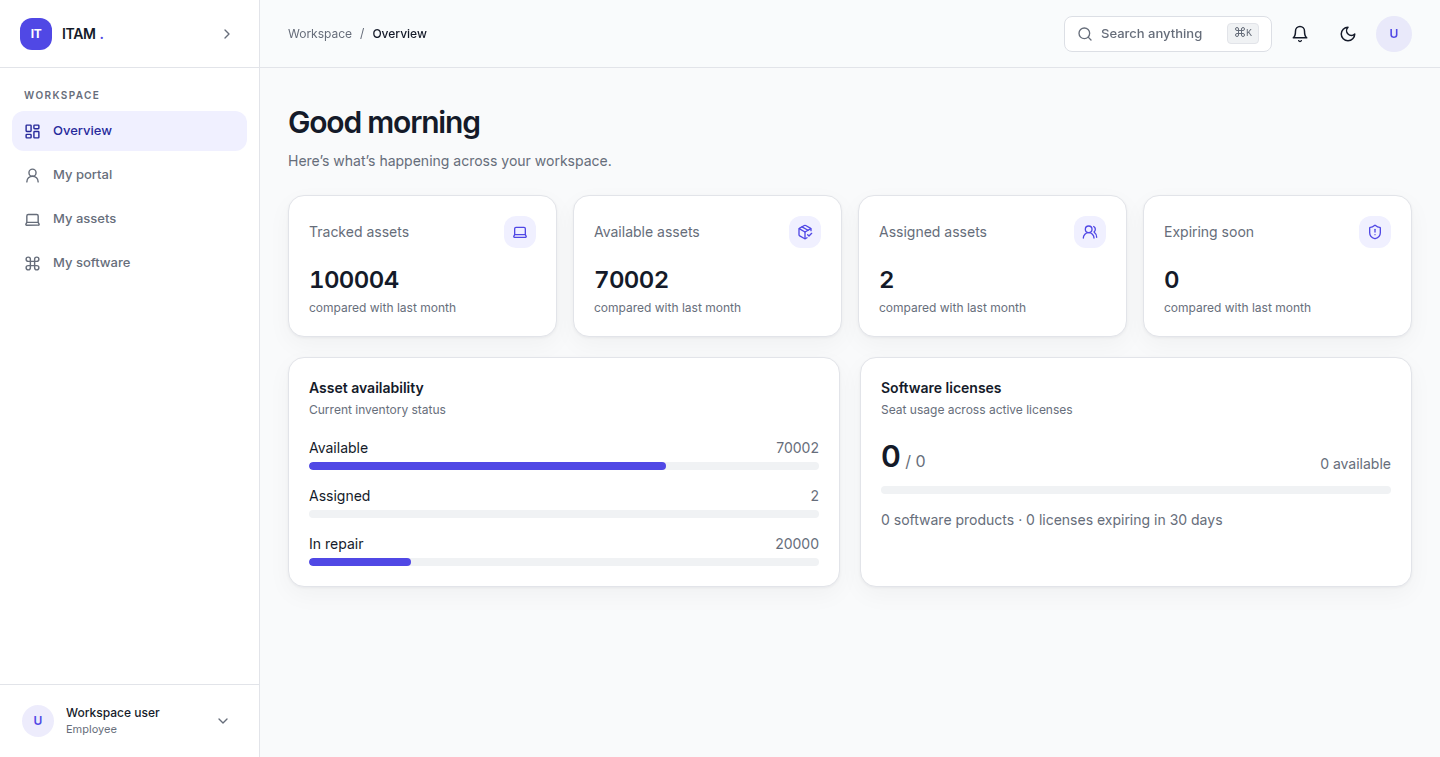 IT ITAM .
Workspace / Overview
Search anything ⌘K
U
WORKSPACE
Overview
My portal
My assets
My software
Good morning
Here’s what’s happening across your workspace.
Tracked assets
100004
compared with last month
Available assets
70002
compared with last month
Assigned assets
2
compared with last month
Expiring soon
0
compared with last month
Asset availability
Current inventory status
Available 70002
Assigned 2
In repair 20000
Software licenses
Seat usage across active licenses
0 / 0 0 available
0 software products · 0 licenses expiring in 30 days
U
Workspace user
Employee